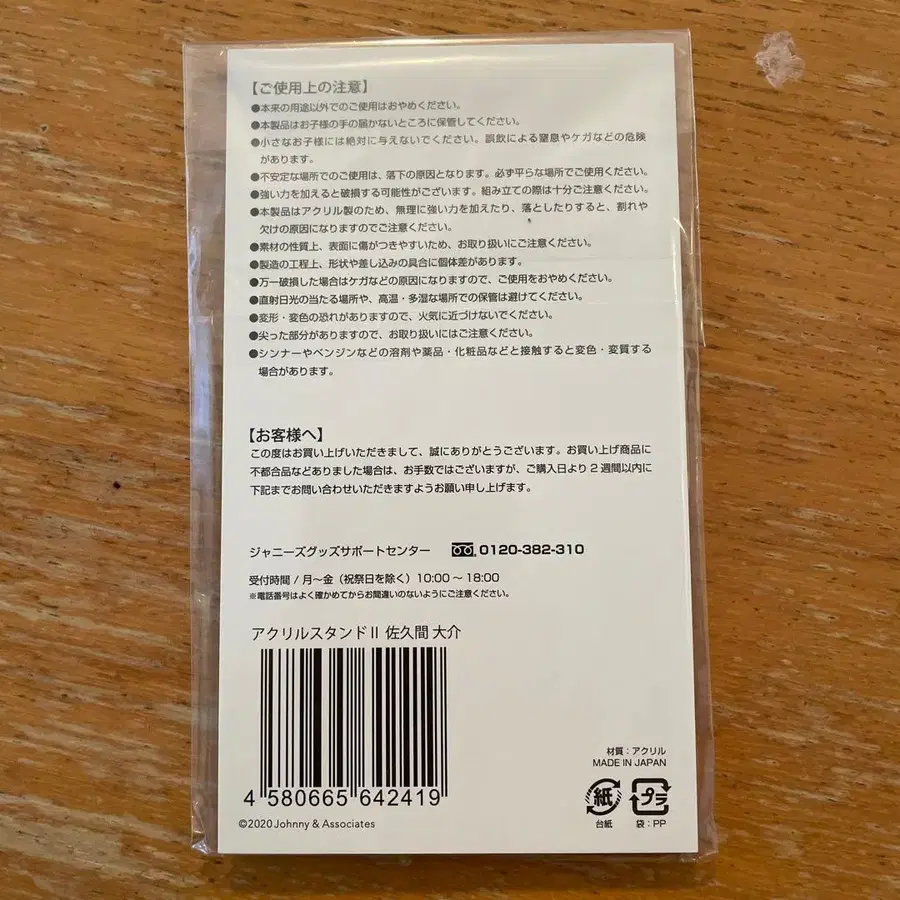 【ご使用上の注意】
●本来の用途以外でのご使用はおやめください。
●本製品はお子様の手の届かないところに保管してください。
●小さなお子様には絶対に与えないでください。誤飲による窒息やケガなどの危険
があります。
●不安定な場所でのご使用は、落下の原因となります。必ず平らな場所でご使用ください。
●強い力を加えると破損する可能性がございます。組み立ての際は十分ご注意ください。
●本製品はアクリル製のため、無理に強い力を加えたり、落としたりすると、割れや
欠けの原因になりますのでご注意ください。
●素材の性質上、表面に傷がつきやすいため、お取り扱いにご注意ください。
●製造の工程上、形状や差し込みの具合に個体差があります。
●万一破損した場合はケガなどの原因になりますので、ご使用をおやめください。
●直射日光の当たる場所や、高温・多湿な場所での保管は避けてください。
●変形・変色の恐れがありますので、火気に近づけないでください。
●尖った部分がありますので、お取り扱いにはご注意ください。
●シンナーやベンジンなどの溶剤や薬品・化粧品などと接触すると変色・変質する
場合があります。
【お客様へ】
この度はお買い上げいただきまして、誠にありがとうございます。お買い上げ商品に
不都合品などありました場合は、お手数ではございますが、ご購入日より2週間以内に
下記までお問い合わせいただきますようお願い申し上げます。
ジャニーズグッズサポートセンター 0120-382-310
受付時間 / 月〜金（祝祭日を除く）10:00 〜 18:00
※電話番号はよく確かめてからお間違いのないようにご注意ください。
アクリルスタンドⅡ 佐久間 大介
4 580665 642419
©2020 Johnny & Associates
材質：アクリル
MADE IN JAPAN
紙 プラ
台紙 袋：PP